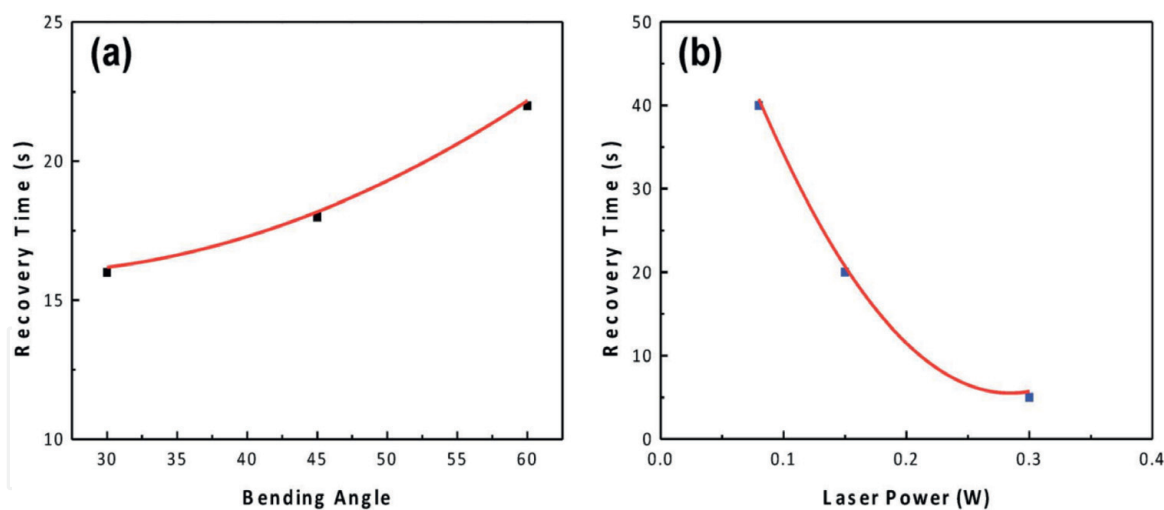 (a)
Recovery Time (s)
25
20
15
10
30 35 40 45 50 55 60
Bending Angle
(b)
Recovery Time (s)
50
40
30
20
10
0
0.0 0.1 0.2 0.3 0.4
Laser Power (W)